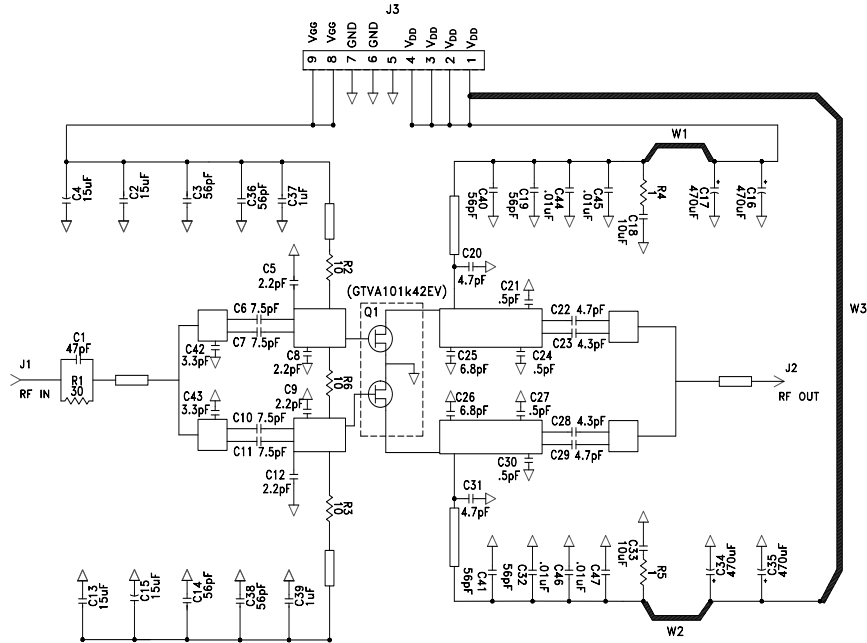 J3
VGG
VGG
GND
GND
VDD
VDD
VDD
VDD
9
8
7
6
5
4
3
2
1
C4
15uF
C2
15uF
C3
56pF
C36
56pF
C37
1uF
C40
56pF
C19
56pF
C44
.01uF
C45
.01uF
R4
1
C18
10uF
W1
C17
470uF
C16
470uF
R2
10
C5
2.2pF
C20
4.7pF
(GTVA101k42EV)
Q1
C21
.5pF
W3
C6 7.5pF
C7 7.5pF
C22 4.7pF
C23 4.3pF
C1
47pF
C42
3.3pF
C8
2.2pF
C25
6.8pF
C24
.5pF
J1
RF IN
R1
30
R6
10
J2
RF OUT
C43
3.3pF
C9
2.2pF
C26
6.8pF
C27
.5pF
C10 7.5pF
C11 7.5pF
C28 4.3pF
C29 4.7pF
C30
.5pF
C12
2.2pF
C31
4.7pF
R3
10
C13
15uF
C15
15uF
C14
56pF
C38
56pF
C39
1uF
C41
56pF
C32
56pF
C46
.01uF
C47
.01uF
C33
10uF
R5
1
C34
470uF
C35
470uF
W2